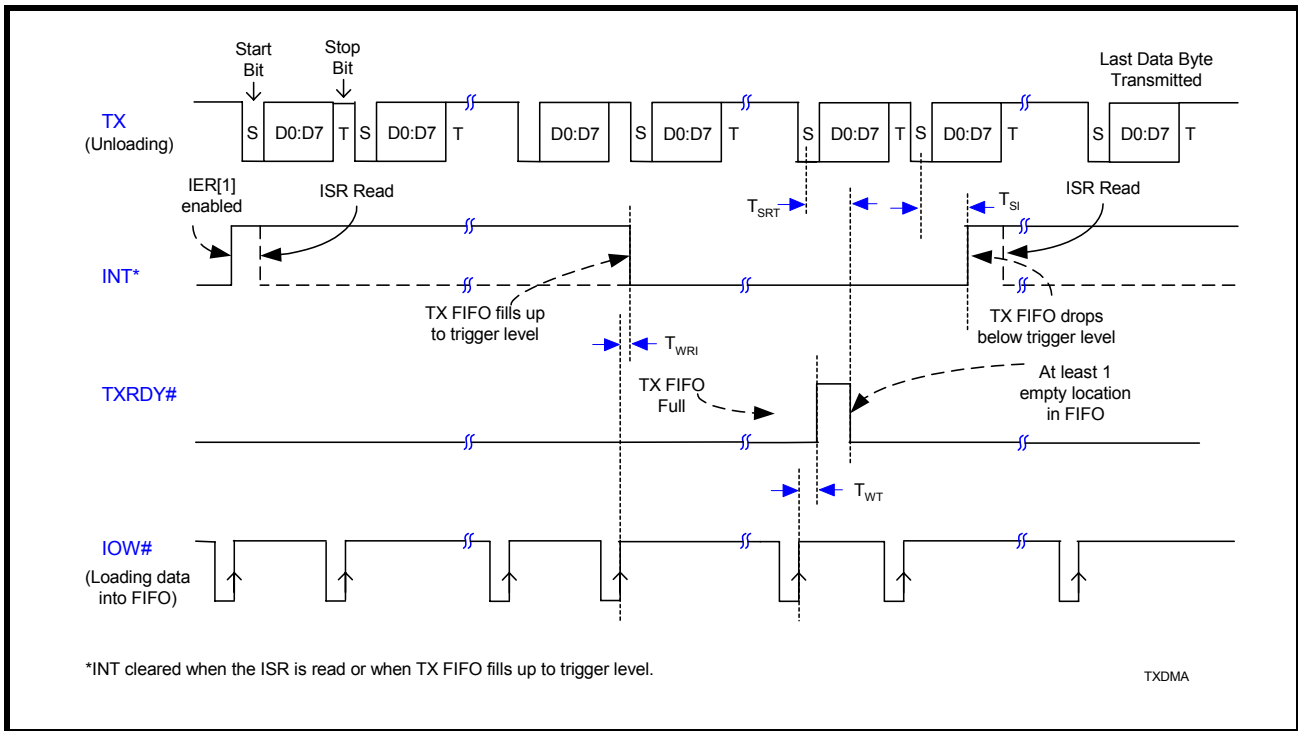 Start
Bit
Stop
Bit
Last Data Byte
Transmitted
TX
(Unloading)
S D0:D7 T S D0:D7 T D0:D7 S D0:D7 T S D0:D7 T S D0:D7 T S D0:D7 T
IER[1]
enabled
ISR Read
TSRT
TSI
ISR Read
INT*
TX FIFO fills up
to trigger level
TX FIFO drops
below trigger level
TWRI
TXRDY#
TX FIFO
Full
At least 1
empty location
in FIFO
TWT
IOW#
(Loading data
into FIFO)
*INT cleared when the ISR is read or when TX FIFO fills up to trigger level.
TXDMA